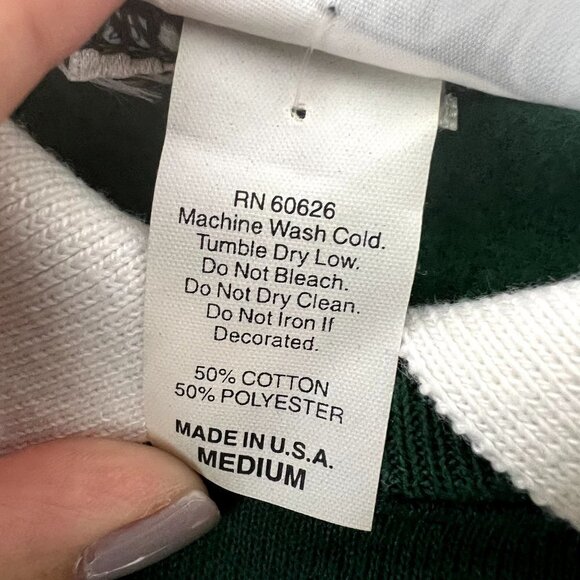 RN 60626
Machine Wash Cold.
Tumble Dry Low.
Do Not Bleach.
Do Not Dry Clean.
Do Not Iron If
Decorated.
50% COTTON
50% POLYESTER
MADE IN U.S.A.
MEDIUM